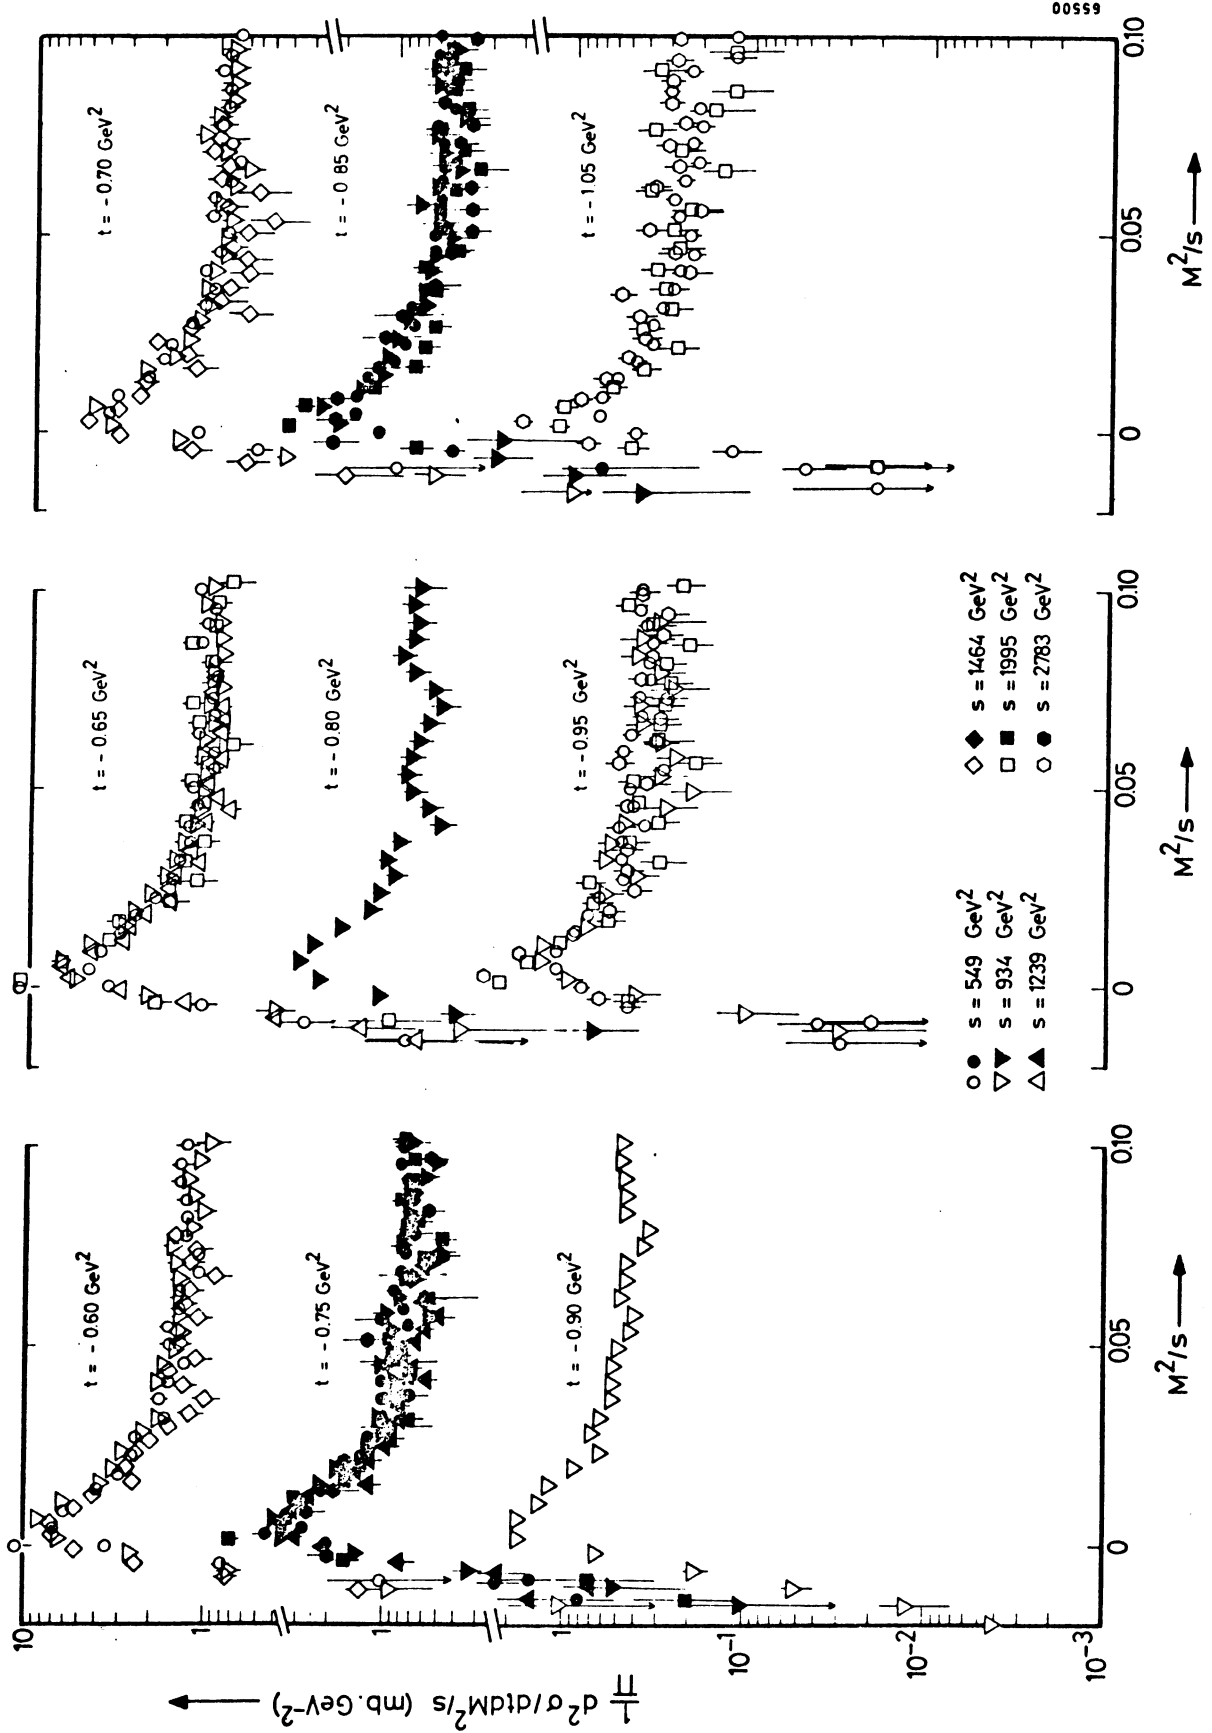 65500
t = - 0.60 GeV²
t = - 0.65 GeV²
t = - 0.70 GeV²
t = - 0.75 GeV²
t = - 0.80 GeV²
t = - 0 85 GeV²
t = - 0.90 GeV²
t = - 0.95 GeV²
t = - 1.05 GeV²
10
1
1
1
10⁻¹
10⁻²
10⁻³
1/π d²σ/dtdM²/s (mb. GeV⁻²)
s = 549 GeV²
s = 934 GeV²
s = 1239 GeV²
s = 1464 GeV²
s = 1995 GeV²
s = 2783 GeV²
0 0.05 0.10
0 0.05 0.10
0 0.05 0.10
M²/s
M²/s
M²/s